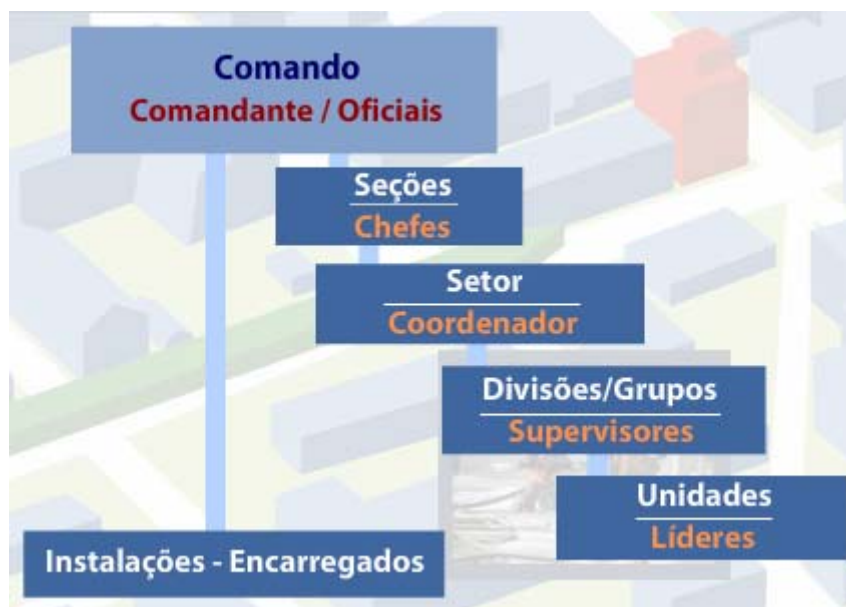 Comando
Comandante / Oficiais
Seções
Chefes
Setor
Coordenador
Divisões/Grupos
Supervisores
Unidades
Líderes
Instalações - Encarregados